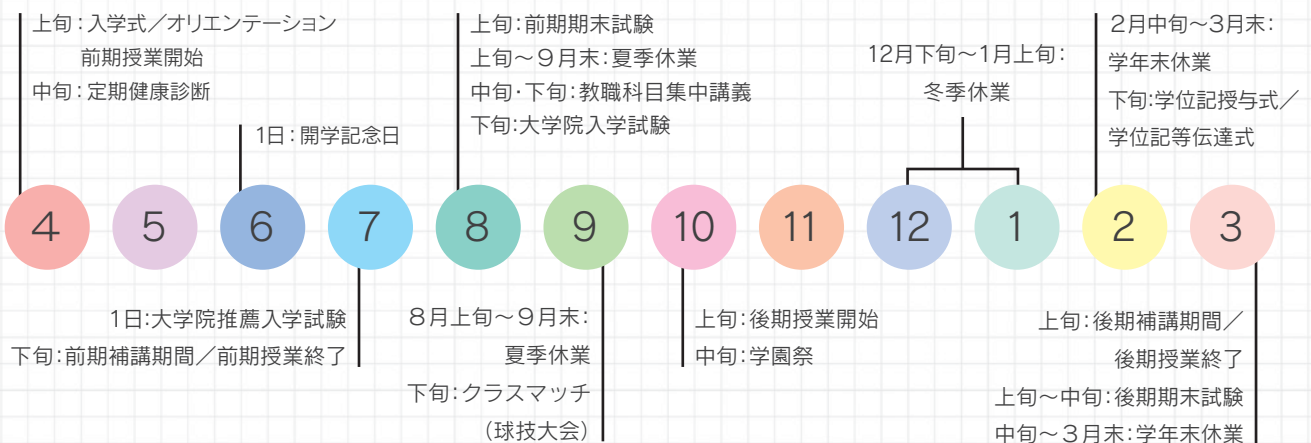 上旬：入学式／オリエンテーション
前期授業開始
中旬：定期健康診断
1日：開学記念日
上旬：前期期末試験
上旬～9月末：夏季休業
中旬・下旬：教職科目集中講義
下旬：大学院入学試験
12月下旬～1月上旬：
冬季休業
2月中旬～3月末：
学年末休業
下旬：学位記授与式／
学位記等伝達式
4 5 6 7 8 9 10 11 12 1 2 3
1日：大学院推薦入学試験
下旬：前期補講期間／前期授業終了
8月上旬～9月末：
夏季休業
下旬：クラスマッチ
（球技大会）
上旬：後期授業開始
中旬：学園祭
上旬：後期補講期間／
後期授業終了
上旬～中旬：後期期末試験
中旬～3月末：学年末休業